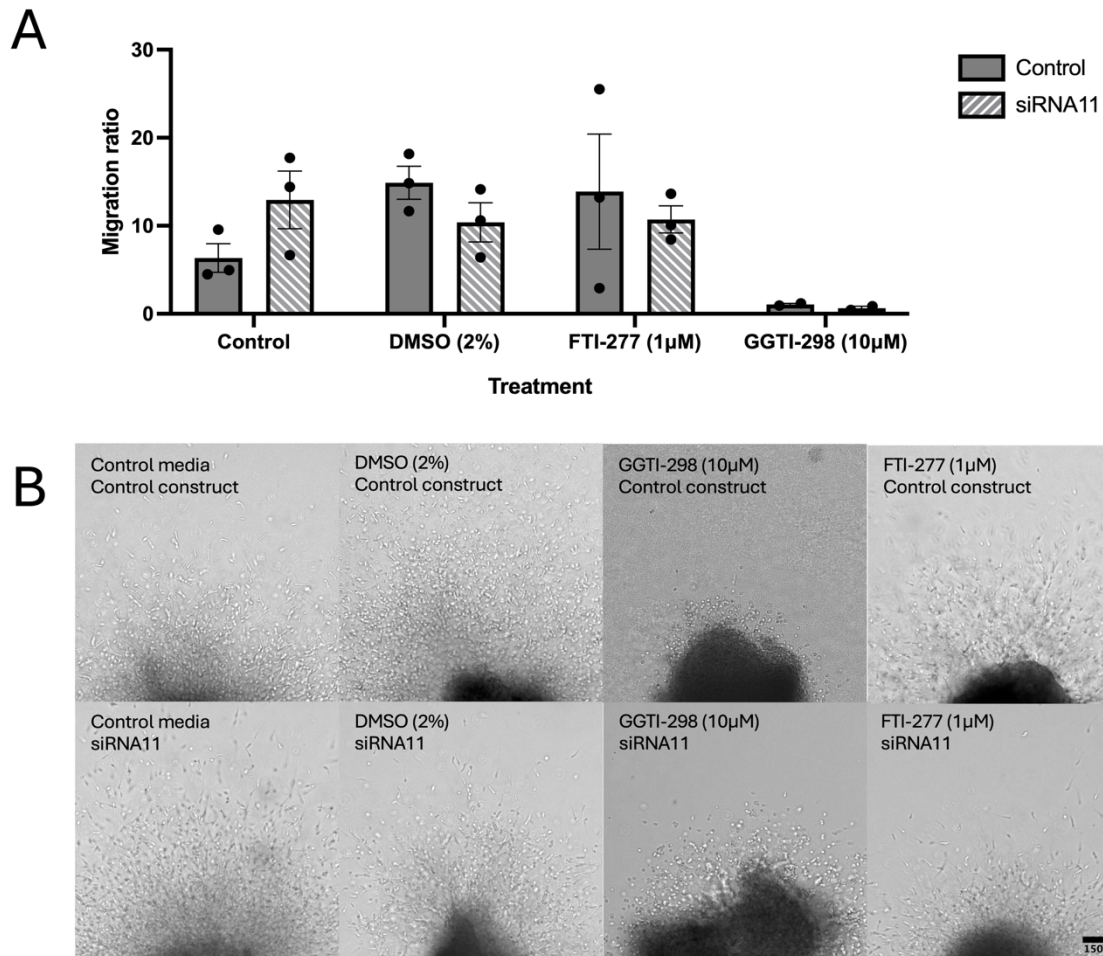 A
30
20
10
0
Migration ratio
Control
siRNA11
Control
DMSO (2%)
FTI-277 (1µM)
GGTI-298 (10µM)
Treatment
B
Control media
Control construct
DMSO (2%)
Control construct
GGTI-298 (10µM)
Control construct
FTI-277 (1µM)
Control construct
Control media
siRNA11
DMSO (2%)
siRNA11
GGTI-298 (10µM)
siRNA11
FTI-277 (1µM)
siRNA11
150